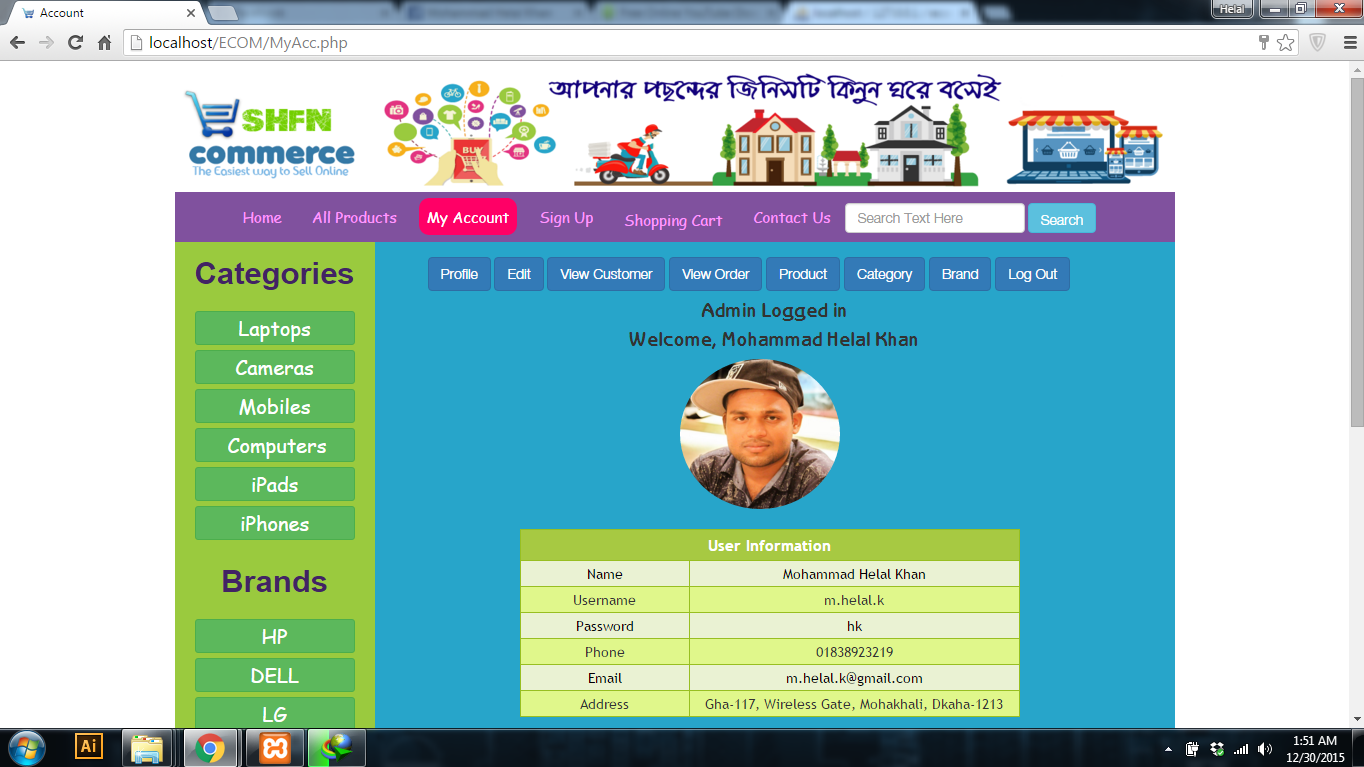 Account
Helal
localhost/ECOM/MyAcc.php
আপনার পছন্দের জিনিসটি কিনুন ঘরে বসেই
SHFN
commerce
The Easiest way to Sell Online
BUY
Home All Products My Account Sign Up Shopping Cart Contact Us Search Text Here Search
Categories
Laptops
Cameras
Mobiles
Computers
iPads
iPhones
Brands
HP
DELL
LG
Profile Edit View Customer View Order Product Category Brand Log Out
Admin Logged in
Welcome, Mohammad Helal Khan
User Information
Name Mohammad Helal Khan
Username m.helal.k
Password hk
Phone 01838923219
Email m.helal.k@gmail.com
Address Gha-117, Wireless Gate, Mohakhali, Dkaha-1213
Ai
1:51 AM
12/30/2015